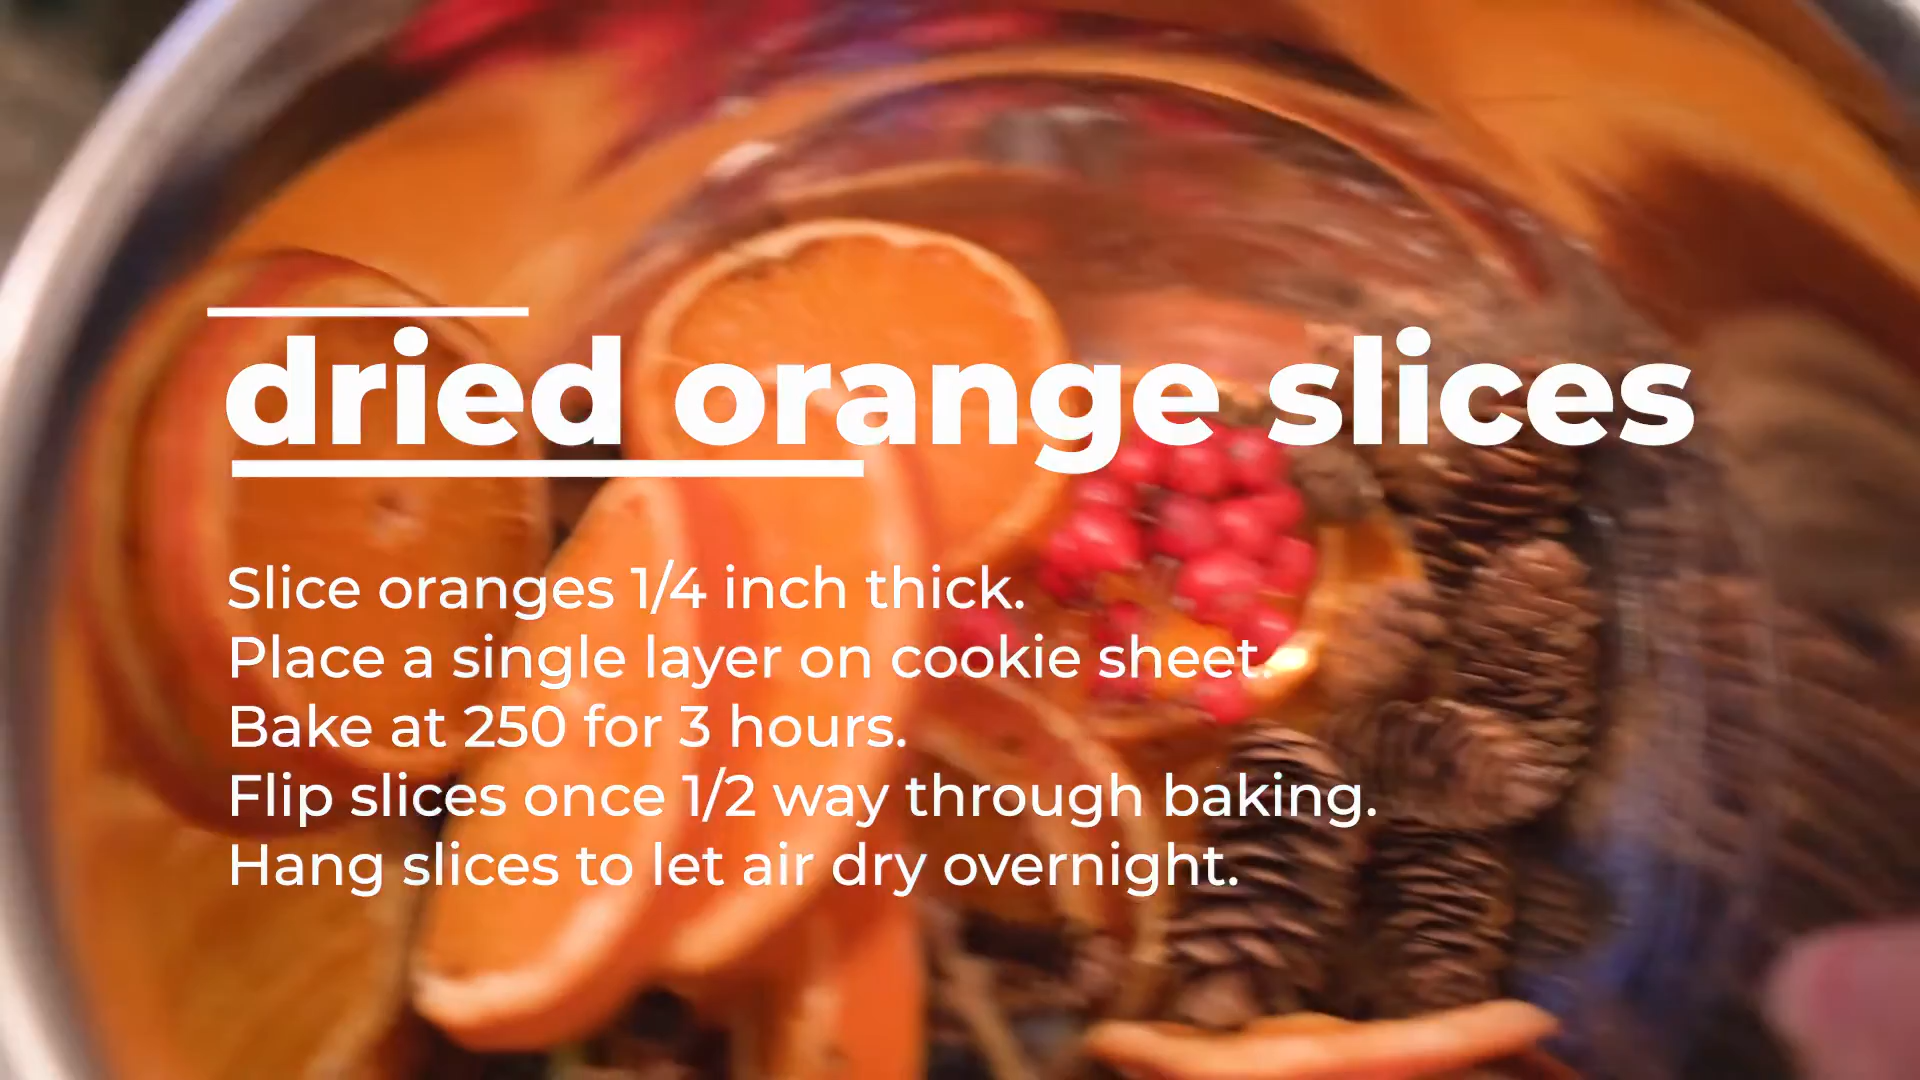 dried orange slices
Slice oranges 1/4 inch thick.
Place a single layer on cookie sheet.
Bake at 250 for 3 hours.
Flip slices once 1/2 way through baking.
Hang slices to let air dry overnight.